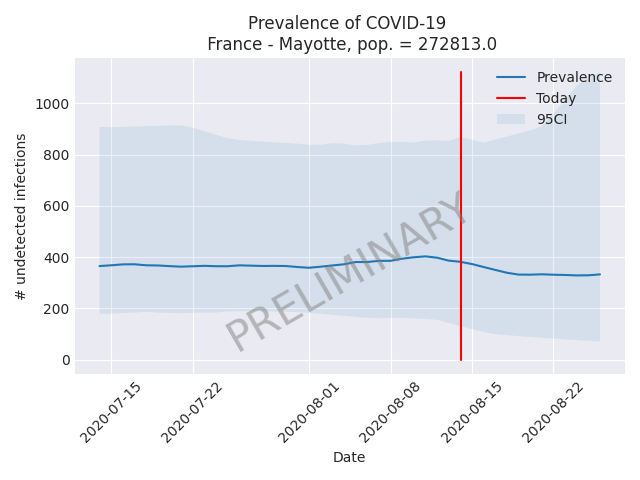 Prevalence of COVID-19
France - Mayotte, pop. = 272813.0
# undetected infections
1000
800
600
400
200
0
Prevalence
Today
95CI
PRELIMINARY
2020-07-15
2020-07-22
2020-08-01
2020-08-08
2020-08-15
2020-08-22
Date